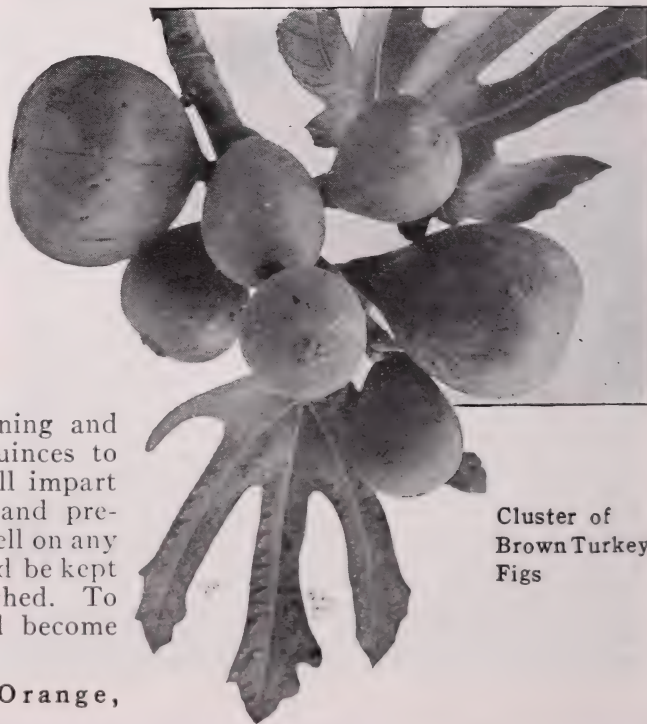 ning and
uinces to
ll impart
and pre-
ell on any
d be kept
hed. To
l become
Orange,
Cluster of
Brown Turkey
Figs